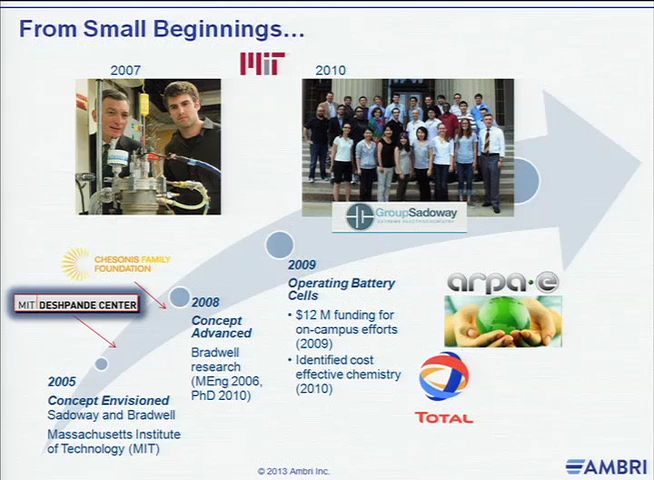 From Small Beginnings...
2007
MIT
2010
GroupSadoway
CHESONIS FAMILY
FOUNDATION
MIT DESHPANDE CENTER
2005
Concept Envisioned
Sadoway and Bradwell
Massachusetts Institute
of Technology (MIT)
2008
Concept
Advanced
Bradwell
research
(MEng 2006,
PhD 2010)
2009
Operating Battery
Cells
• $12 M funding for
on-campus efforts
(2009)
• Identified cost
effective chemistry
(2010)
arpa·e
TOTAL
© 2013 Ambri Inc.
AMBRI
AMBRI